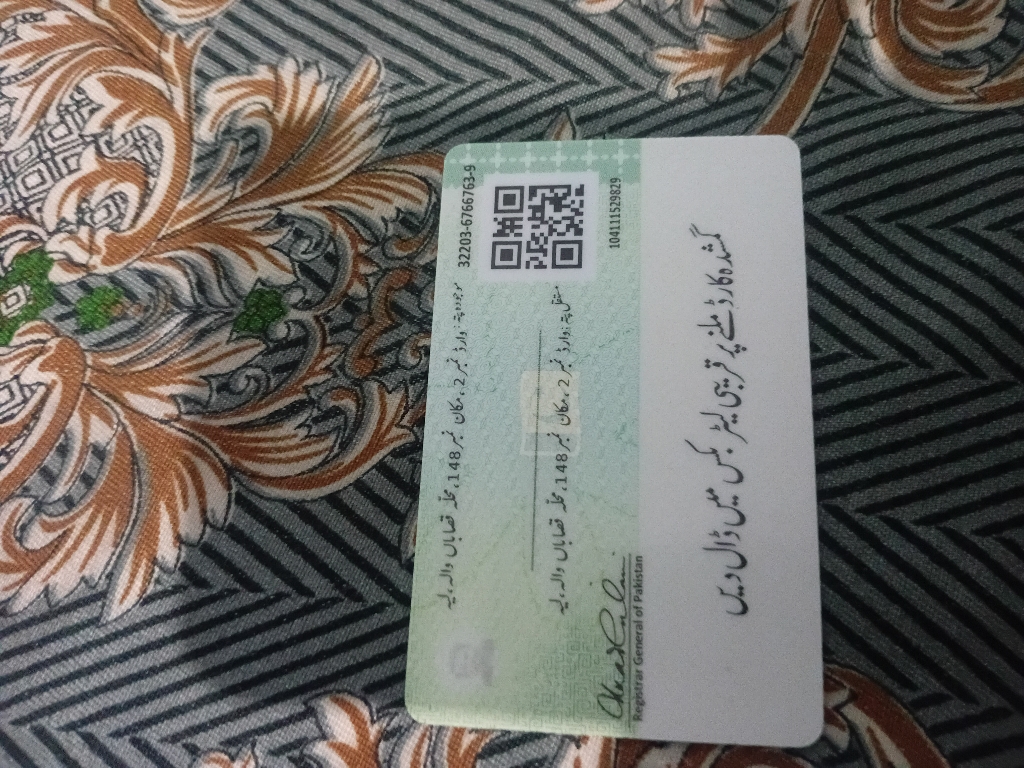 32203-6766763-9
موجودہ پتہ: وارڈ نمبر 2، مکان نمبر 148، محلہ قصاباں والہ، لیہ
مستقل پتہ: وارڈ نمبر 2، مکان نمبر 148، محلہ قصاباں والہ، لیہ
104111529829
Registrar General of Pakistan
گمشدہ کارڈ ملنے پر قریبی لیٹر بکس میں ڈال دیں